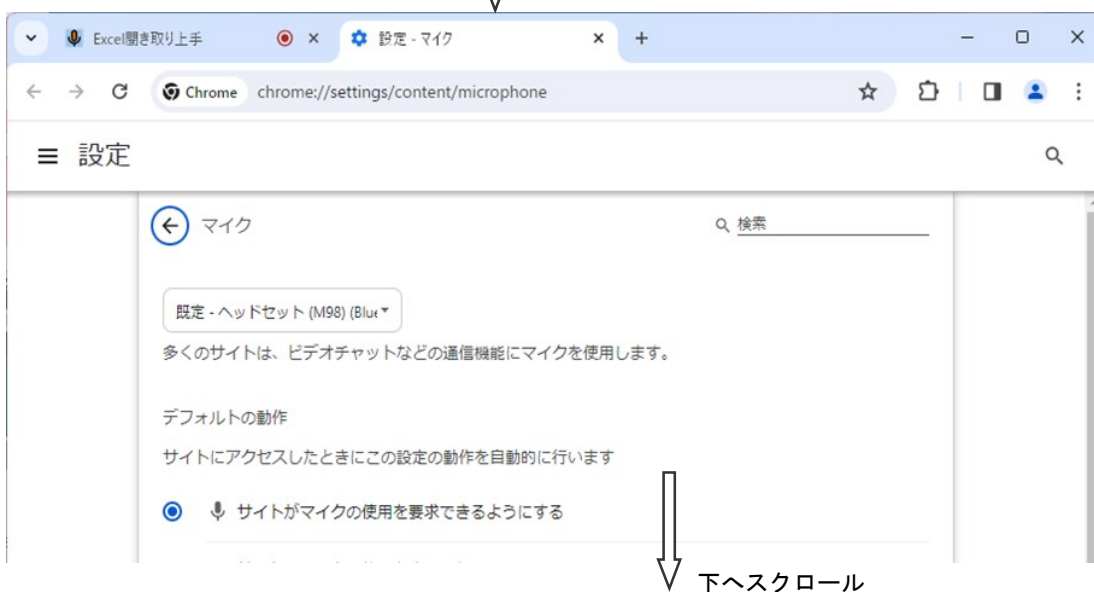 Excel聞き取り上手
設定 - マイク
Chrome
chrome://settings/content/microphone
設定
マイク
検索
既定 - ヘッドセット (M98) (Blue
多くのサイトは、ビデオチャットなどの通信機能にマイクを使用します。
デフォルトの動作
サイトにアクセスしたときにこの設定の動作を自動的に行います
サイトがマイクの使用を要求できるようにする
下へスクロール